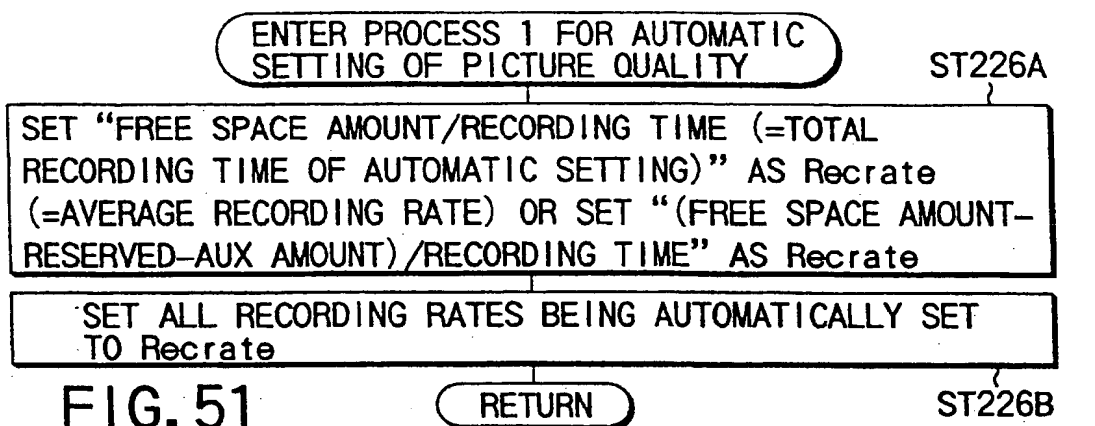 ENTER PROCESS 1 FOR AUTOMATIC
SETTING OF PICTURE QUALITY
ST226A
SET “FREE SPACE AMOUNT/RECORDING TIME (=TOTAL
RECORDING TIME OF AUTOMATIC SETTING)” AS Recrate
(=AVERAGE RECORDING RATE) OR SET “(FREE SPACE AMOUNT–
RESERVED–AUX AMOUNT)/RECORDING TIME” AS Recrate
SET ALL RECORDING RATES BEING AUTOMATICALLY SET
TO Recrate
FIG. 51
RETURN
ST226B